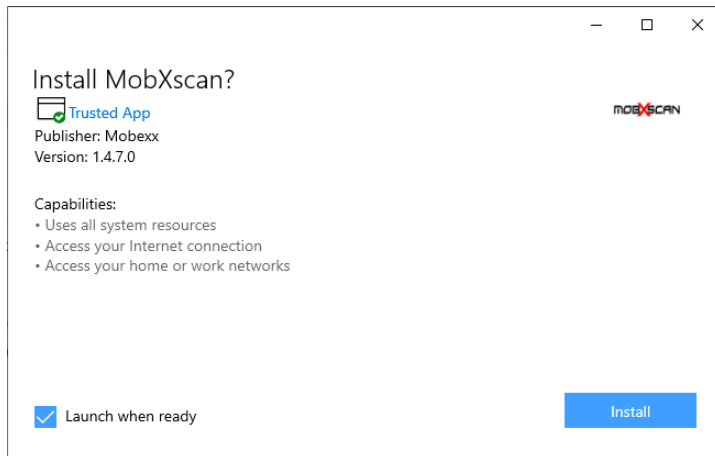 Install MobXscan?
Trusted App
MOBXSCAN
Publisher: Mobexx
Version: 1.4.7.0
Capabilities:
• Uses all system resources
• Access your Internet connection
• Access your home or work networks
Launch when ready
Install